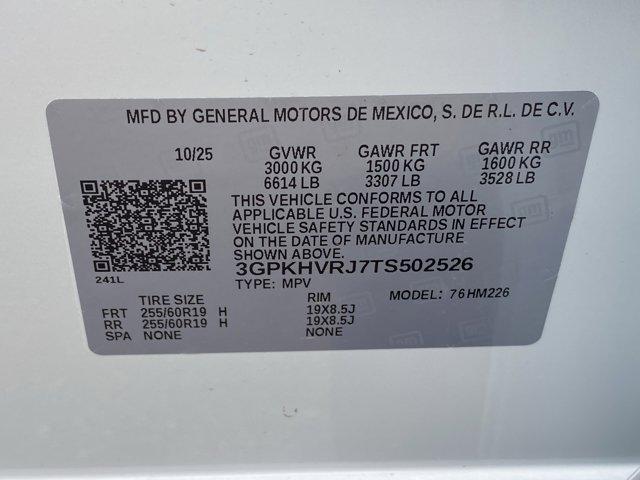 MFD BY GENERAL MOTORS DE MEXICO, S. DE R.L. DE C.V.
10/25 GVWR GAWR FRT GAWR RR
3000 KG 1500 KG 1600 KG
6614 LB 3307 LB 3528 LB
THIS VEHICLE CONFORMS TO ALL
APPLICABLE U.S. FEDERAL MOTOR
VEHICLE SAFETY STANDARDS IN EFFECT
ON THE DATE OF MANUFACTURE
SHOWN ABOVE.
3GPKHVRJ7TS502526
241L TYPE: MPV MODEL: 76HM226
TIRE SIZE RIM
FRT 255/60R19 H 19X8.5J
RR 255/60R19 H 19X8.5J
SPA NONE NONE